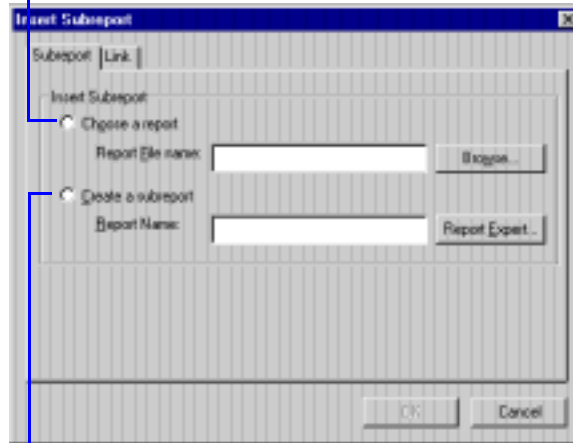 Insert Subreport
Subreport Link
Insert Subreport
Choose a report
Report File name:
Browse...
Create a subreport
Report Name:
Report Expert...
OK Cancel